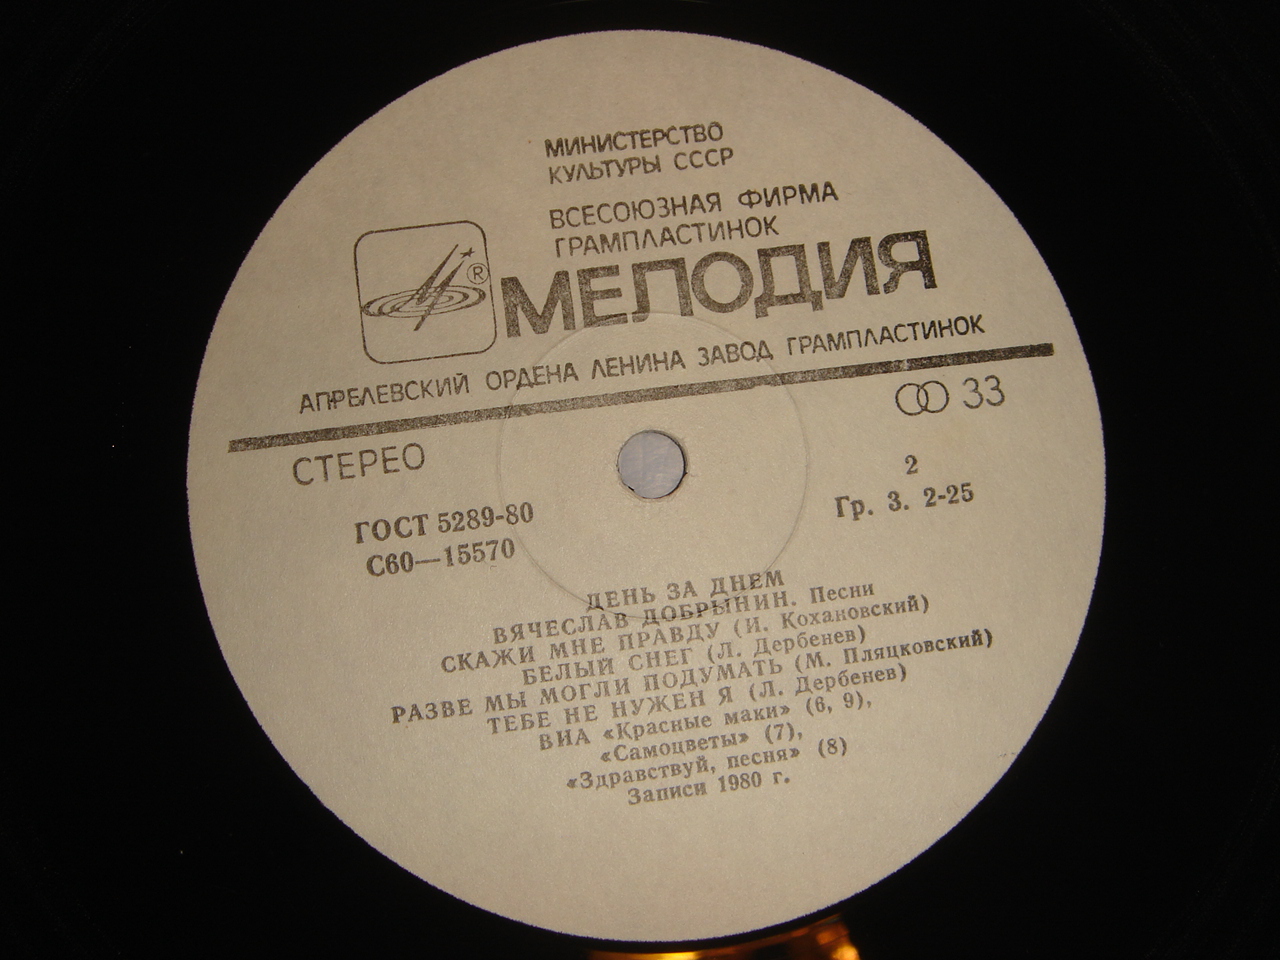 МИНИСТЕРСТВО
КУЛЬТУРЫ СССР
ВСЕСОЮЗНАЯ ФИРМА
ГРАМПЛАСТИНОК
®
МЕЛОДИЯ
АПРЕЛЕВСКИЙ ОРДЕНА ЛЕНИНА ЗАВОД ГРАМПЛАСТИНОК
33
СТЕРЕО
2
Гр. 3. 2-25
ГОСТ 5289-80
С60—15570
ДЕНЬ ЗА ДНЕМ
ВЯЧЕСЛАВ ДОБРЫНИН. Песни
СКАЖИ МНЕ ПРАВДУ (И. Кохановский)
БЕЛЫЙ СНЕГ (Л. Дербенев)
РАЗВЕ МЫ МОГЛИ ПОДУМАТЬ (М. Пляцковский)
ТЕБЕ НЕ НУЖЕН Я (Л. Дербенев)
ВИА «Красные маки» (6, 9),
«Самоцветы» (7),
«Здравствуй, песня» (8)
Записи 1980 г.